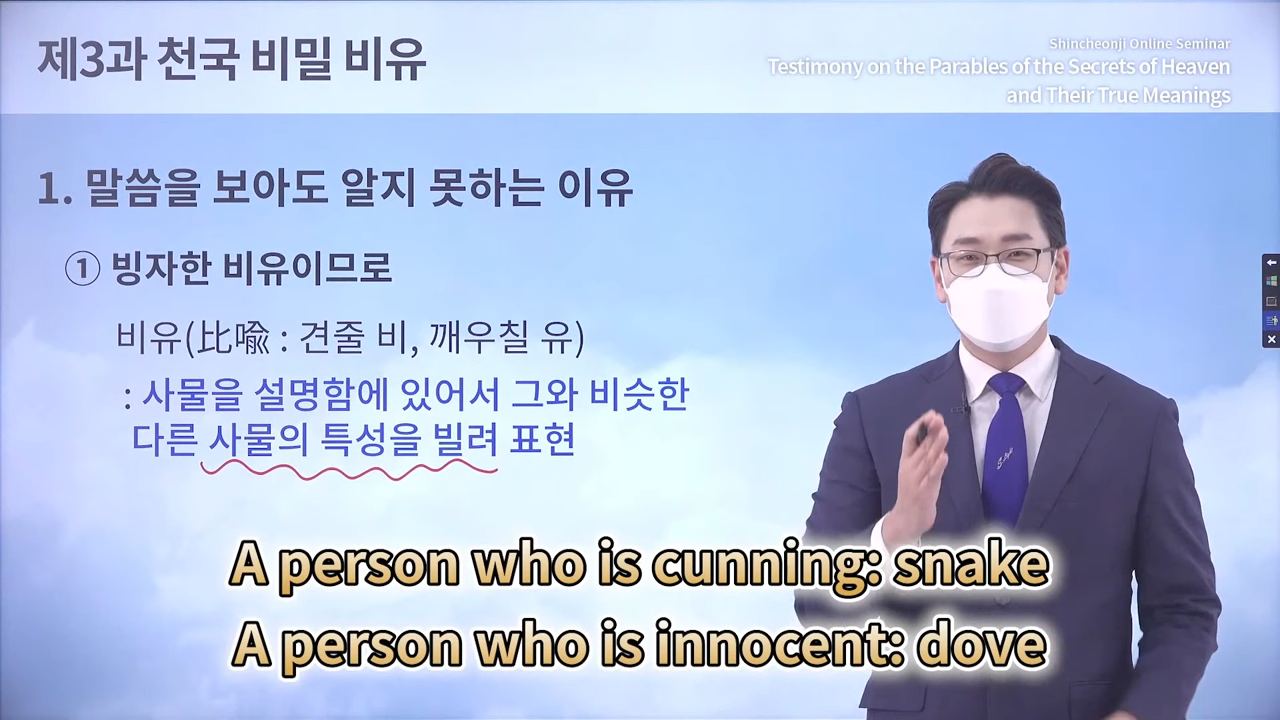 제3과 천국 비밀 비유
Shincheonji Online Seminar
Testimony on the Parables of the Secrets of Heaven
and Their True Meanings
1. 말씀을 보아도 알지 못하는 이유
① 빙자한 비유이므로
비유(比喩 : 견줄 비, 깨우칠 유)
: 사물을 설명함에 있어서 그와 비슷한
다른 사물의 특성을 빌려 표현
A person who is cunning: snake
A person who is innocent: dove